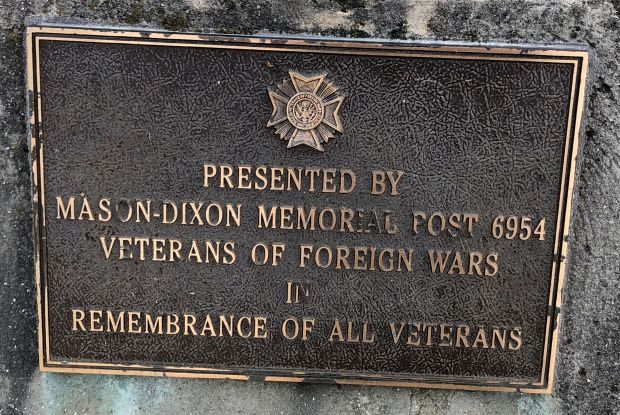 PRESENTED BY
MASON-DIXON MEMORIAL POST 6954
VETERANS OF FOREIGN WARS
IN
REMEMBRANCE OF ALL VETERANS